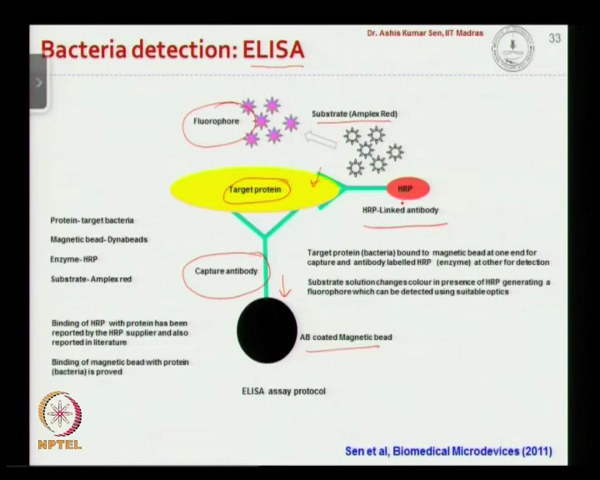 Dr. Ashis Kumar Sen, IIT Madras
33
Bacteria detection: ELISA
Fluorophore
Substrate (Amplex Red)
Target protein
HRP
HRP-Linked antibody
Protein- target bacteria
Magnetic bead- Dynabeads
Enzyme- HRP
Substrate- Amplex red
Capture antibody
Target protein (bacteria) bound to magnetic bead at one end for
capture and antibody labelled HRP (enzyme) at other for detection
Substrate solution changes colour in presence of HRP generating a
fluorophore which can be detected using suitable optics
Binding of HRP with protein has been
reported by the HRP supplier and also
reported in literature
Binding of magnetic bead with protein
(bacteria) is proved
AB coated Magnetic bead
ELISA assay protocol
NPTEL
Sen et al, Biomedical Microdevices (2011)